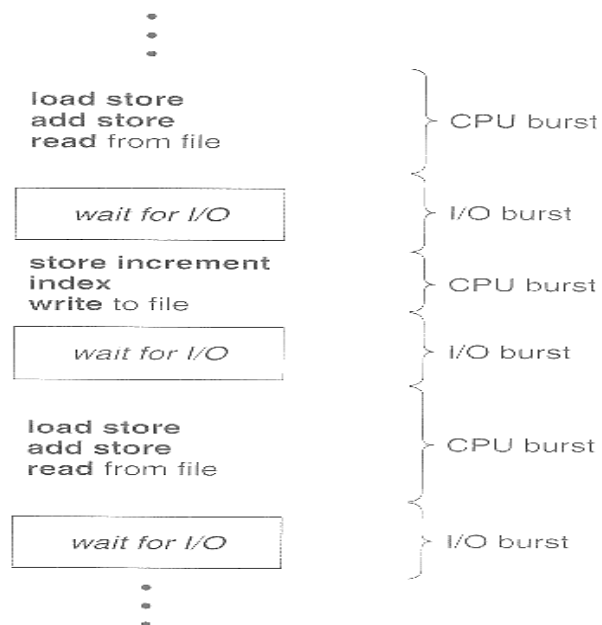 load store
add store
read from file
CPU burst
wait for I/O
I/O burst
store increment
index
write to file
CPU burst
wait for I/O
I/O burst
load store
add store
read from file
CPU burst
wait for I/O
I/O burst